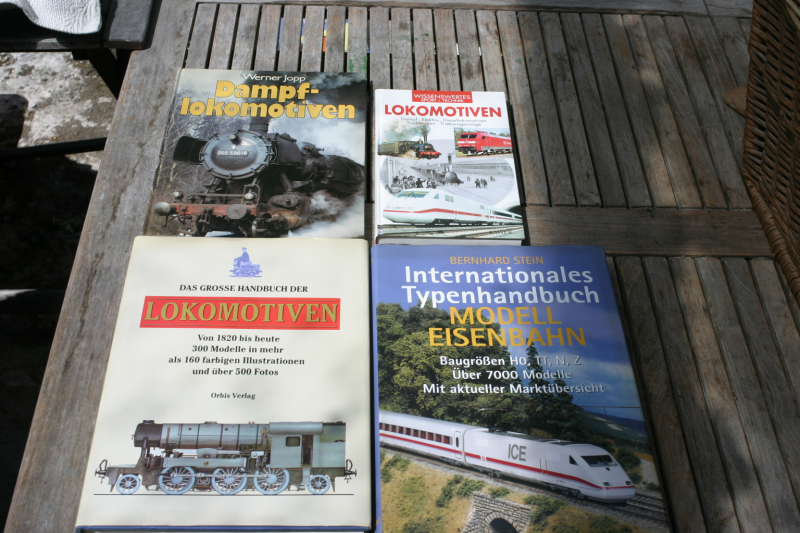 Werner Jopp
Dampf-
lokomotiven
WISSENSWERTES
SPORT · TECHNIK
LOKOMOTIVEN
DAS GROSSE HANDBUCH DER
LOKOMOTIVEN
Von 1820 bis heute
300 Modelle in mehr
als 160 farbigen Illustrationen
und über 500 Fotos
Orbis Verlag
BERNHARD STEIN
Internationales
Typenhandbuch
MODELL
EISENBAHN
Baugrößen H0, TT, N, Z
Über 7000 Modelle
Mit aktueller Marktübersicht
ICE